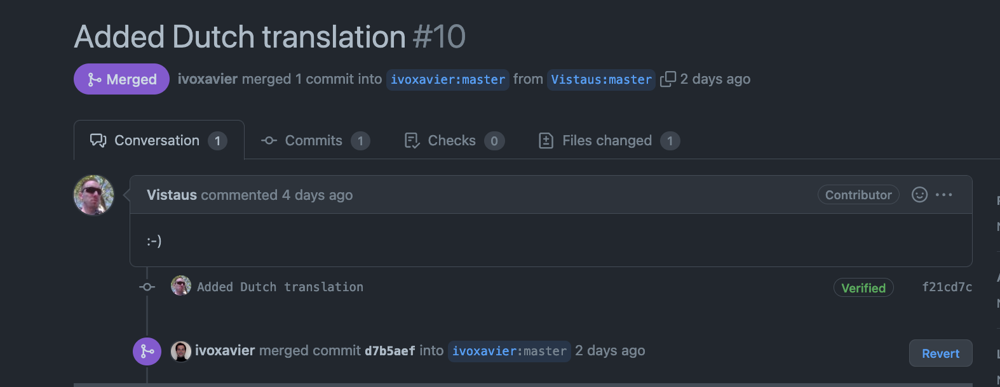 Added Dutch translation #10
Merged ivoxavier merged 1 commit into ivoxavier:master from Vistaus:master 2 days ago
Conversation 1 Commits 1 Checks 0 Files changed 1
Vistaus commented 4 days ago Contributor
:-)
Added Dutch translation Verified f21cd7c
ivoxavier merged commit d7b5aef into ivoxavier:master 2 days ago Revert